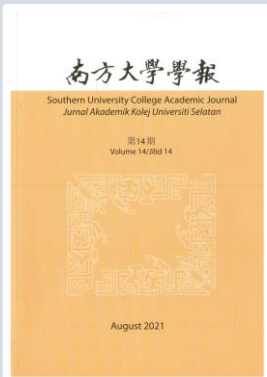 南方大學學報
Southern University College Academic Journal
Jurnal Akademik Kolej Universiti Selatan
第14期
Volume 14/Jilid 14
August 2021